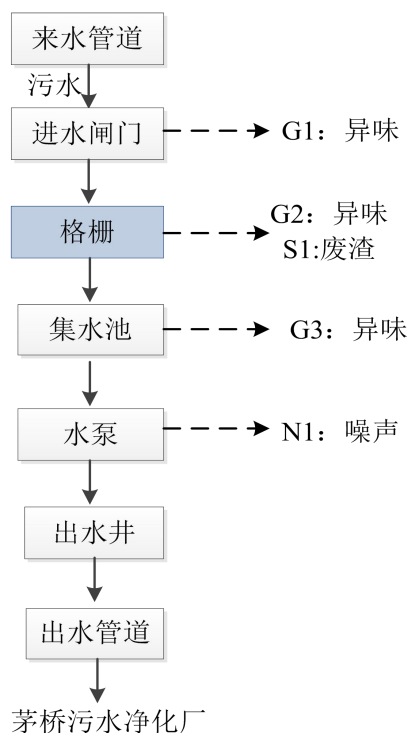 来水管道
污水
进水闸门
G1：异味
格栅
G2：异味
S1:废渣
集水池
G3：异味
水泵
N1：噪声
出水井
出水管道
茅桥污水净化厂